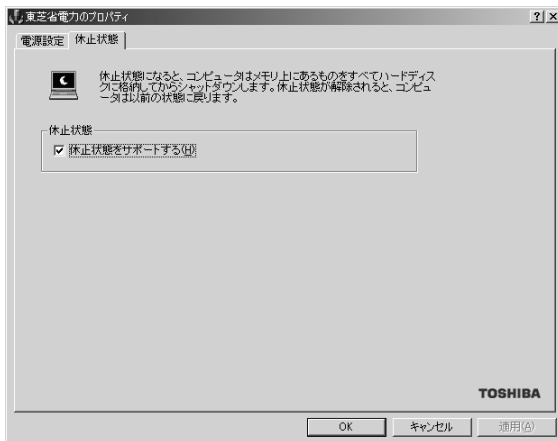 東芝省電力のプロパティ
電源設定 休止状態
休止状態になると、コンピュータはメモリ上にあるものをすべてハードディス
クに格納してからシャットダウンします。休止状態が解除されると、コンピュ
ータは以前の状態に戻ります。
休止状態
休止状態をサポートする(H)
TOSHIBA
OK キャンセル 適用(A)